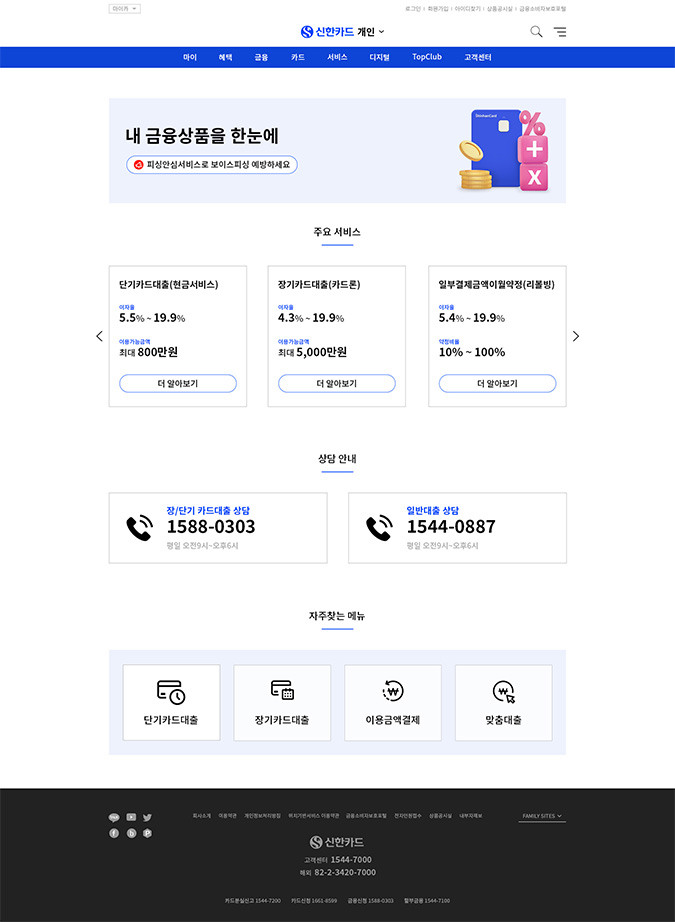 마이카
로그인 | 회원가입 | 아이디찾기 | 상품공시실 | 금융소비자보호포털
신한카드 개인
마이 혜택 금융 카드 서비스 디지털 TopClub 고객센터
내 금융상품을 한눈에
피싱안심서비스로 보이스피싱 예방하세요
ShinhanCard
%
+
X
주요 서비스
단기카드대출(현금서비스)
이자율
5.5% ~ 19.9%
이용가능금액
최대 800만원
더 알아보기
장기카드대출(카드론)
이자율
4.3% ~ 19.9%
이용가능금액
최대 5,000만원
더 알아보기
일부결제금액이월약정(리볼빙)
이자율
5.4% ~ 19.9%
약정비율
10% ~ 100%
더 알아보기
상담 안내
장/단기 카드대출 상담
1588-0303
평일 오전9시~오후6시
일반대출 상담
1544-0887
평일 오전9시~오후6시
자주찾는 메뉴
단기카드대출
장기카드대출
이용금액결제
맞춤대출
회사소개 이용약관 개인정보처리방침 위치기반서비스 이용약관 금융소비자보호포털 전자민원접수 상품공시실 내부자제보
FAMILY SITES
신한카드
고객센터 1544-7000
해외 82-2-3420-7000
카드분실신고 1544-7200 카드신청 1661-8599 금융신청 1588-0303 할부금융 1544-7100